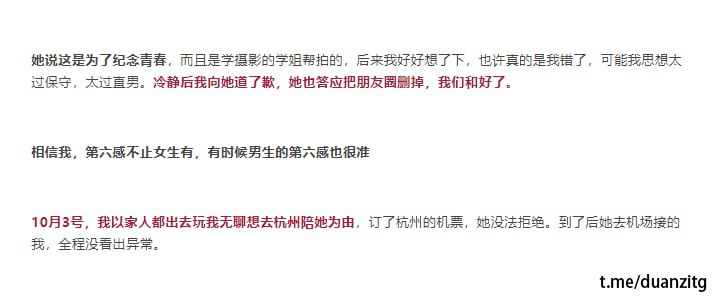 她说这是为了纪念青春，而且是学摄影的学姐帮拍的，后来我好好想了下，也许真的是我错了，可能我思想太
过保守，太过直男。冷静后我向她道了歉，她也答应把朋友圈删掉，我们和好了。
相信我，第六感不止女生有，有时候男生的第六感也很准
10月3号，我以家人都出去玩我无聊想去杭州陪她为由，订了杭州的机票，她没法拒绝。到了后她去机场接的
我，全程没看出异常。
t.me/duanzitg